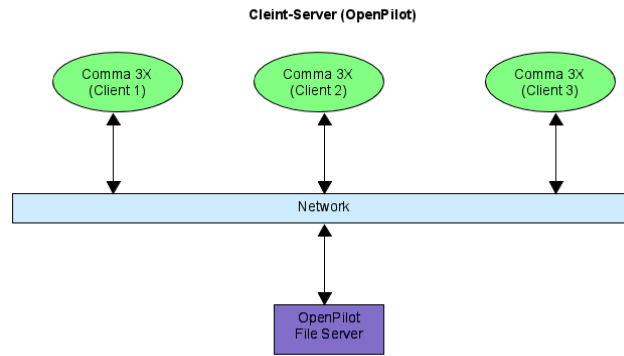 Cleint-Server (OpenPilot)
Comma 3X
(Client 1)
Comma 3X
(Client 2)
Comma 3X
(Client 3)
Network
OpenPilot
File Server